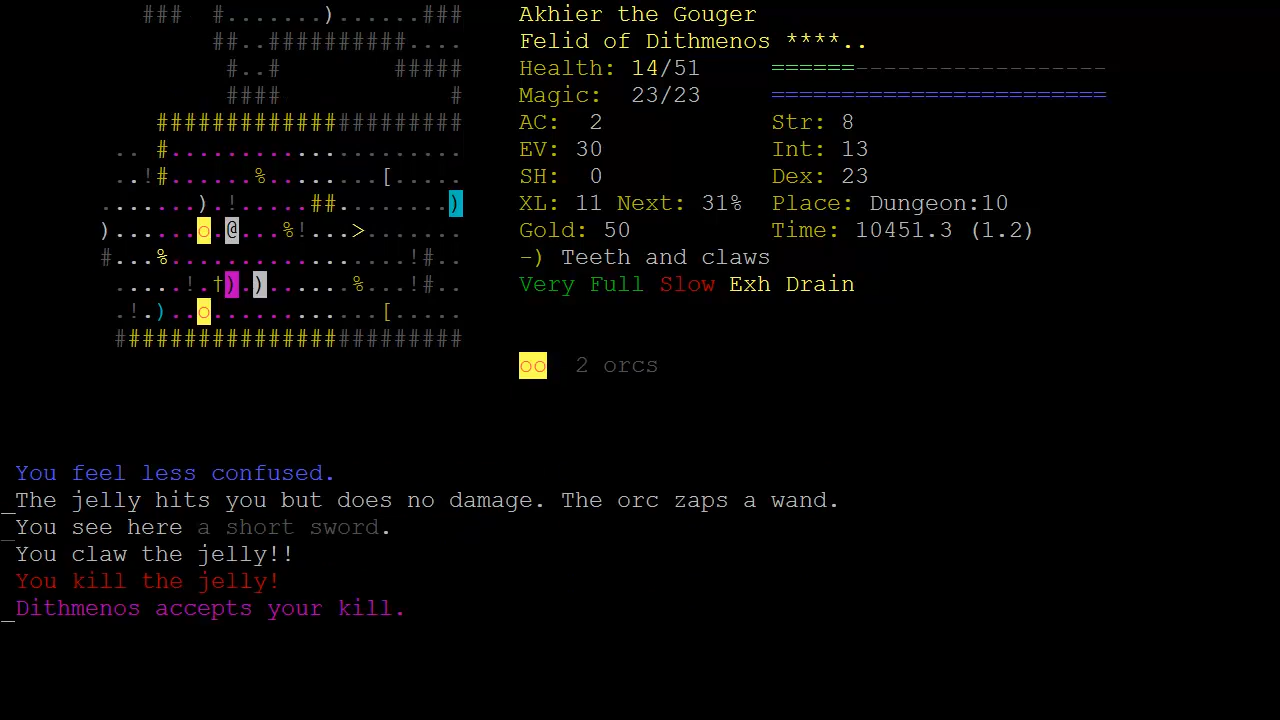 ###  #.......).......###   Akhier the Gouger
##..##########....   Felid of Dithmenos ****..
#..#        #####   Health: 14/51      ======------------------
####            #   Magic:  23/23      ========================
######################   AC:  2            Str: 8
.. #.....................   EV: 30            Int: 13
..!#......%........[.....   SH:  0            Dex: 23
.......).!.....##........)   XL: 11 Next: 31%  Place: Dungeon:10
)......o.@...%!...>.......   Gold: 50          Time: 10451.3 (1.2)
#...%.................!#..   -) Teeth and claws
.....!.†).)......%...!#..   Very Full Slow Exh Drain
.!.)..o............[.....
#########################
oo  2 orcs
You feel less confused.
_The jelly hits you but does no damage. The orc zaps a wand.
_You see here a short sword.
You claw the jelly!!
You kill the jelly!
_Dithmenos accepts your kill.